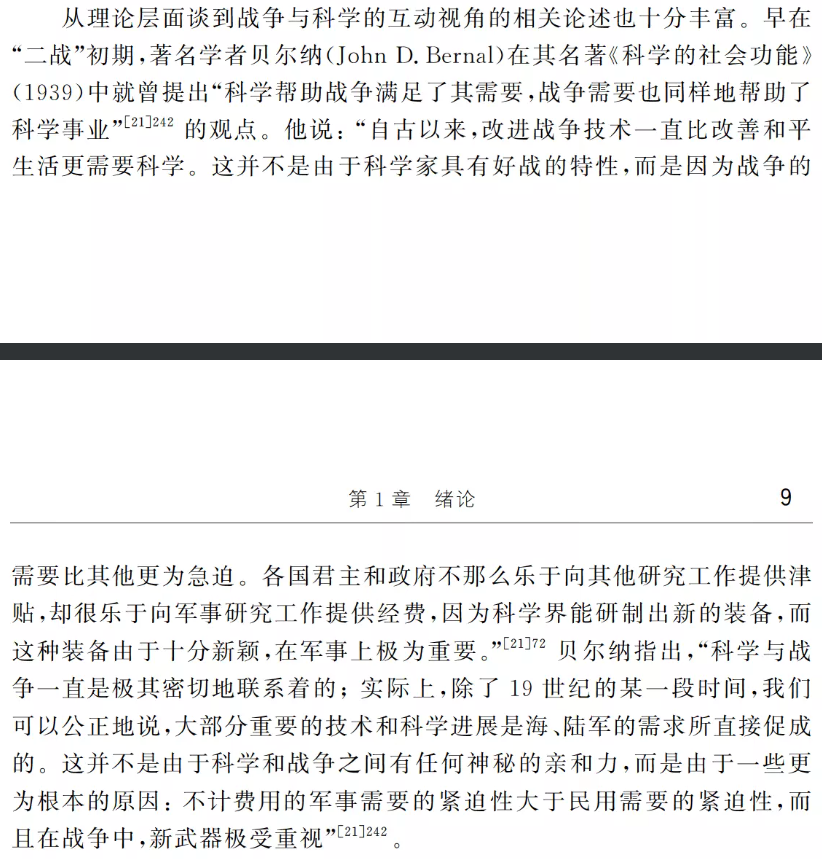 从理论层面谈到战争与科学的互动视角的相关论述也十分丰富。早在
“二战”初期,著名学者贝尔纳(John D. Bernal)在其名著《科学的社会功能》
(1939)中就曾提出“科学帮助战争满足了其需要,战争需要也同样地帮助了
科学事业”[21]242 的观点。他说:“自古以来,改进战争技术一直比改善和平
生活更需要科学。这并不是由于科学家具有好战的特性,而是因为战争的
第 1 章 绪论 9
需要比其他更为急迫。各国君主和政府不那么乐于向其他研究工作提供津
贴,却很乐于向军事研究工作提供经费,因为科学界能研制出新的装备,而
这种装备由于十分新颖,在军事上极为重要。”[21]72 贝尔纳指出,“科学与战
争一直是极其密切地联系着的;实际上,除了 19 世纪的某一段时间,我们
可以公正地说,大部分重要的技术和科学进展是海、陆军的需求所直接促成
的。这并不是由于科学和战争之间有任何神秘的亲和力,而是由于一些更
为根本的原因:不计费用的军事需要的紧迫性大于民用需要的紧迫性,而
且在战争中,新武器极受重视”[21]242。